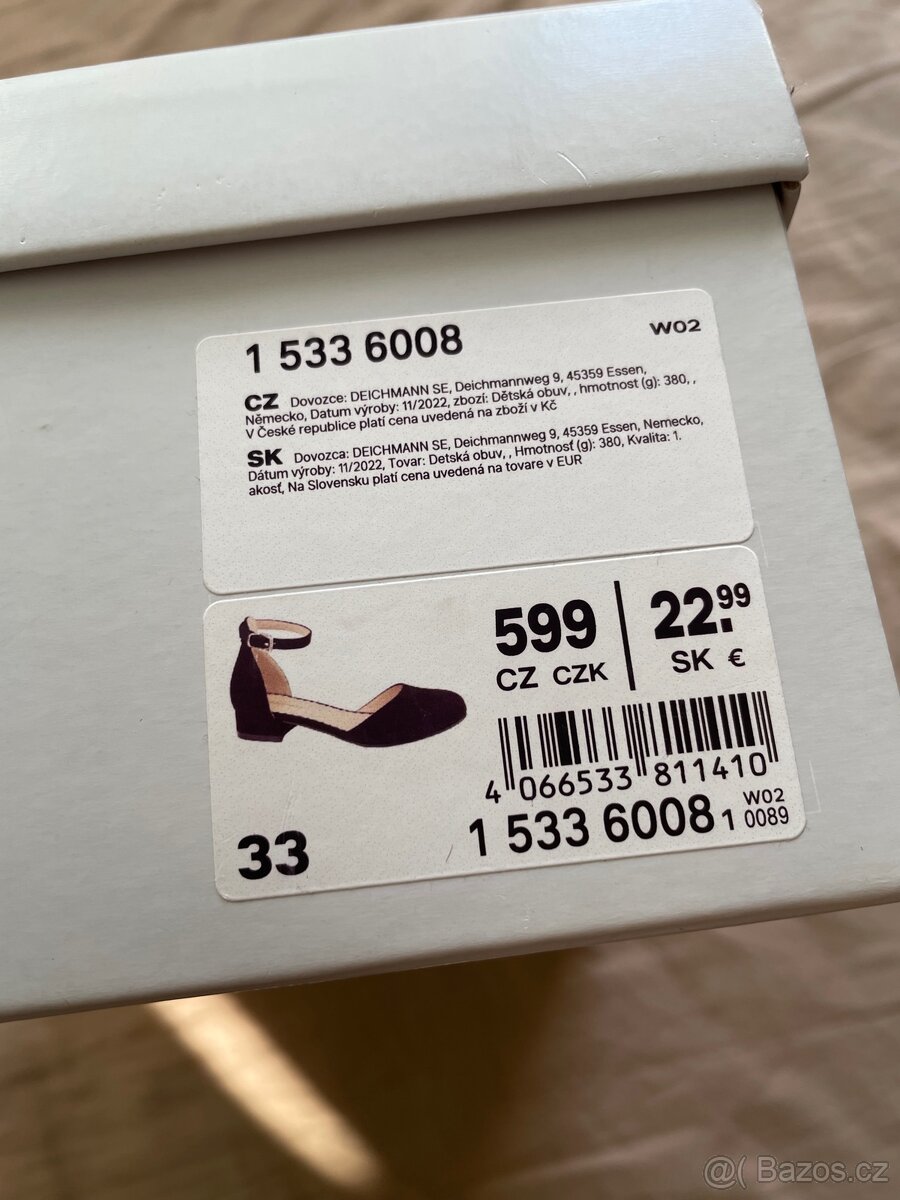 1 533 6008
W02
CZ Dovozce: DEICHMANN SE, Deichmannweg 9, 45359 Essen,
Německo, Datum výroby: 11/2022, zbozí: Dětská obuv, , hmotnost (g): 380, ,
V České republice platí cena uvedená na zboží v Kč
SK Dovozca: DEICHMANN SE, Deichmannweg 9, 45359 Essen, Nemecko,
Dátum výroby: 11/2022, Tovar: Detská obuv, , Hmotnosť (g): 380, Kvalita: 1.
akosť, Na Slovensku platí cena uvedená na tovare v EUR
599
CZ CZK
22.99
SK €
4 066533 811410
W02
1 533 6008 1 0089
33
@( Bazos.cz